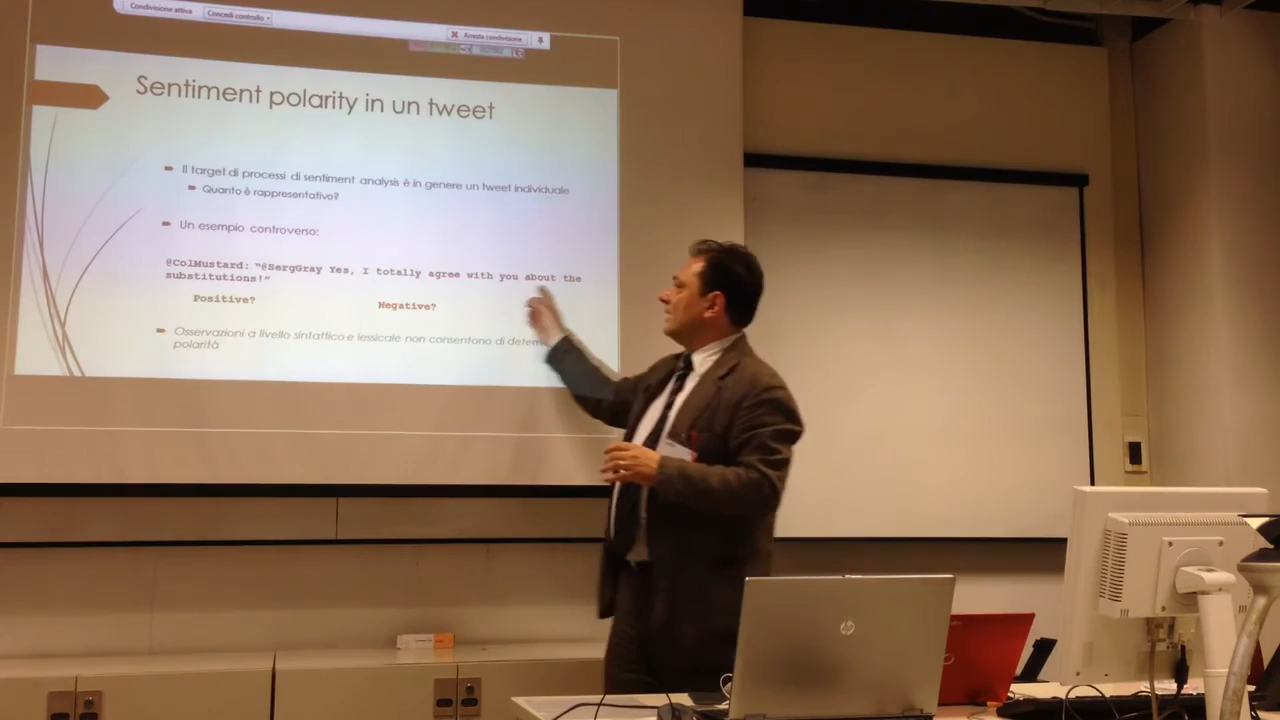 Condivisione attiva
Concedi controllo
Arresta condivisione
Sentiment polarity in un tweet
Il target di processi di sentiment analysis è in genere un tweet individuale
Quanto è rappresentativo?
Un esempio controverso:
@ColMustard: "@SergGray Yes, I totally agree with you about the
substitutions!"
Positive? Negative?
Osservazioni a livello sintattico e lessicale non consentono di
polarità
hp